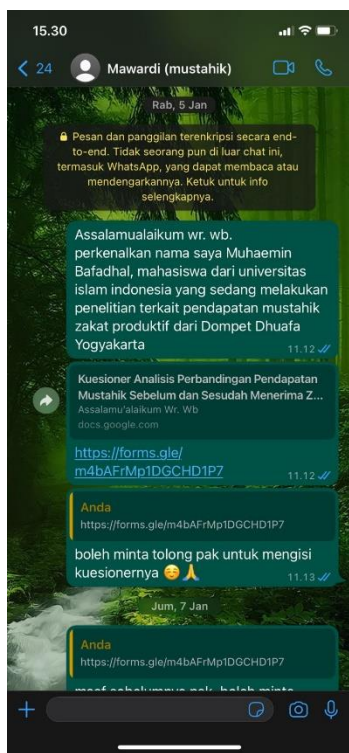 15.30
24
Mawardi (mustahik)
Rab, 5 Jan
Pesan dan panggilan terenkripsi secara end-
to-end. Tidak seorang pun di luar chat ini,
termasuk WhatsApp, yang dapat membaca atau
mendengarkannya. Ketuk untuk info
selengkapnya.
Assalamualaikum wr. wb.
perkenalkan nama saya Muhaemin
Bafadhal, mahasiswa dari universitas
islam indonesia yang sedang melakukan
penelitian terkait pendapatan mustahik
zakat produktif dari Dompet Dhuafa
Yogyakarta
11.12
Kuesioner Analisis Perbandingan Pendapatan
Mustahik Sebelum dan Sesudah Menerima Z...
Assalamu'alaikum Wr. Wb
docs.google.com
https://forms.gle/
m4bAFrMp1DGCHD1P7
11.12
Anda
https://forms.gle/m4bAFrMp1DGCHD1P7
boleh minta tolong pak untuk mengisi
kuesionernya ☺️🙏
11.13
Jum, 7 Jan
Anda
https://forms.gle/m4bAFrMp1DGCHD1P7
maaf sebelumnya pak, boleh minta